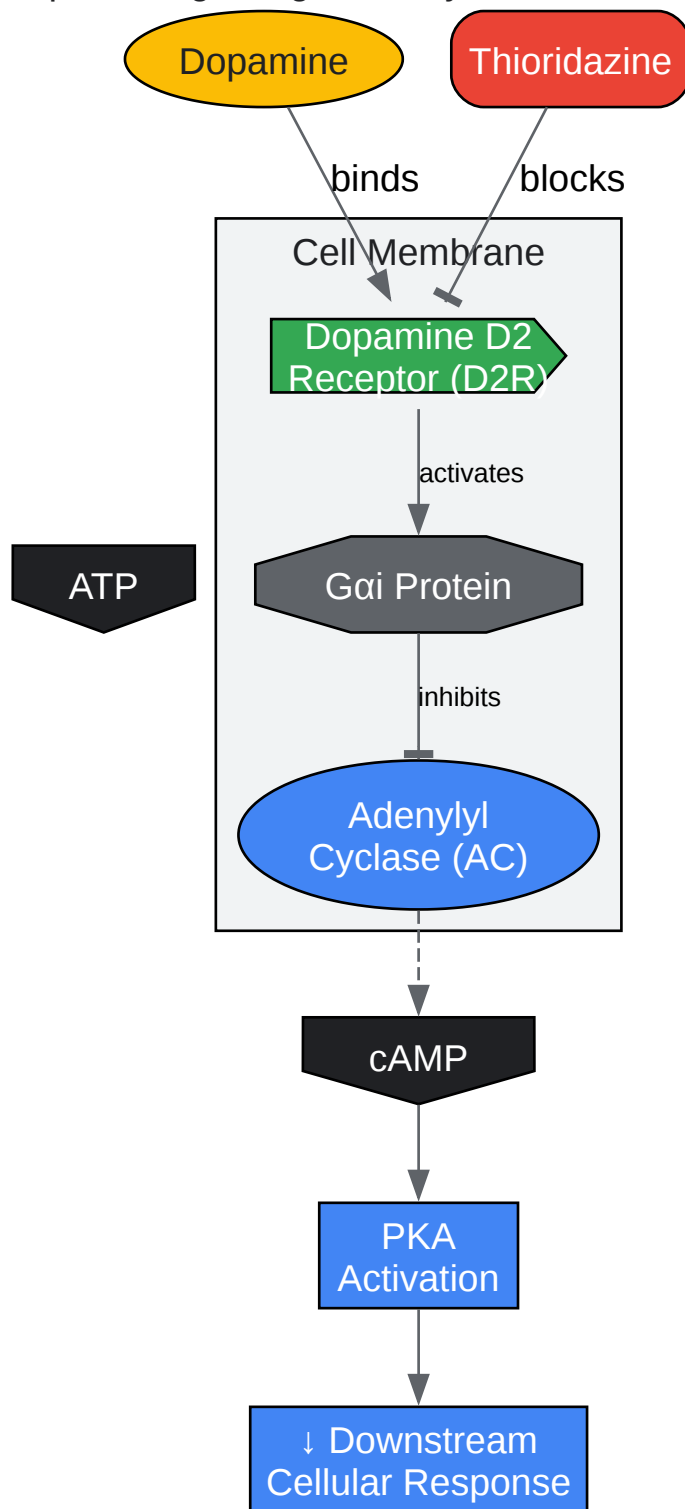 Dopamine
Thioridazine
binds
blocks
Cell Membrane
Dopamine D2
Receptor (D2R)
activates
ATP
Gαi Protein
inhibits
Adenylyl
Cyclase (AC)
cAMP
PKA
Activation
↓ Downstream
Cellular Response